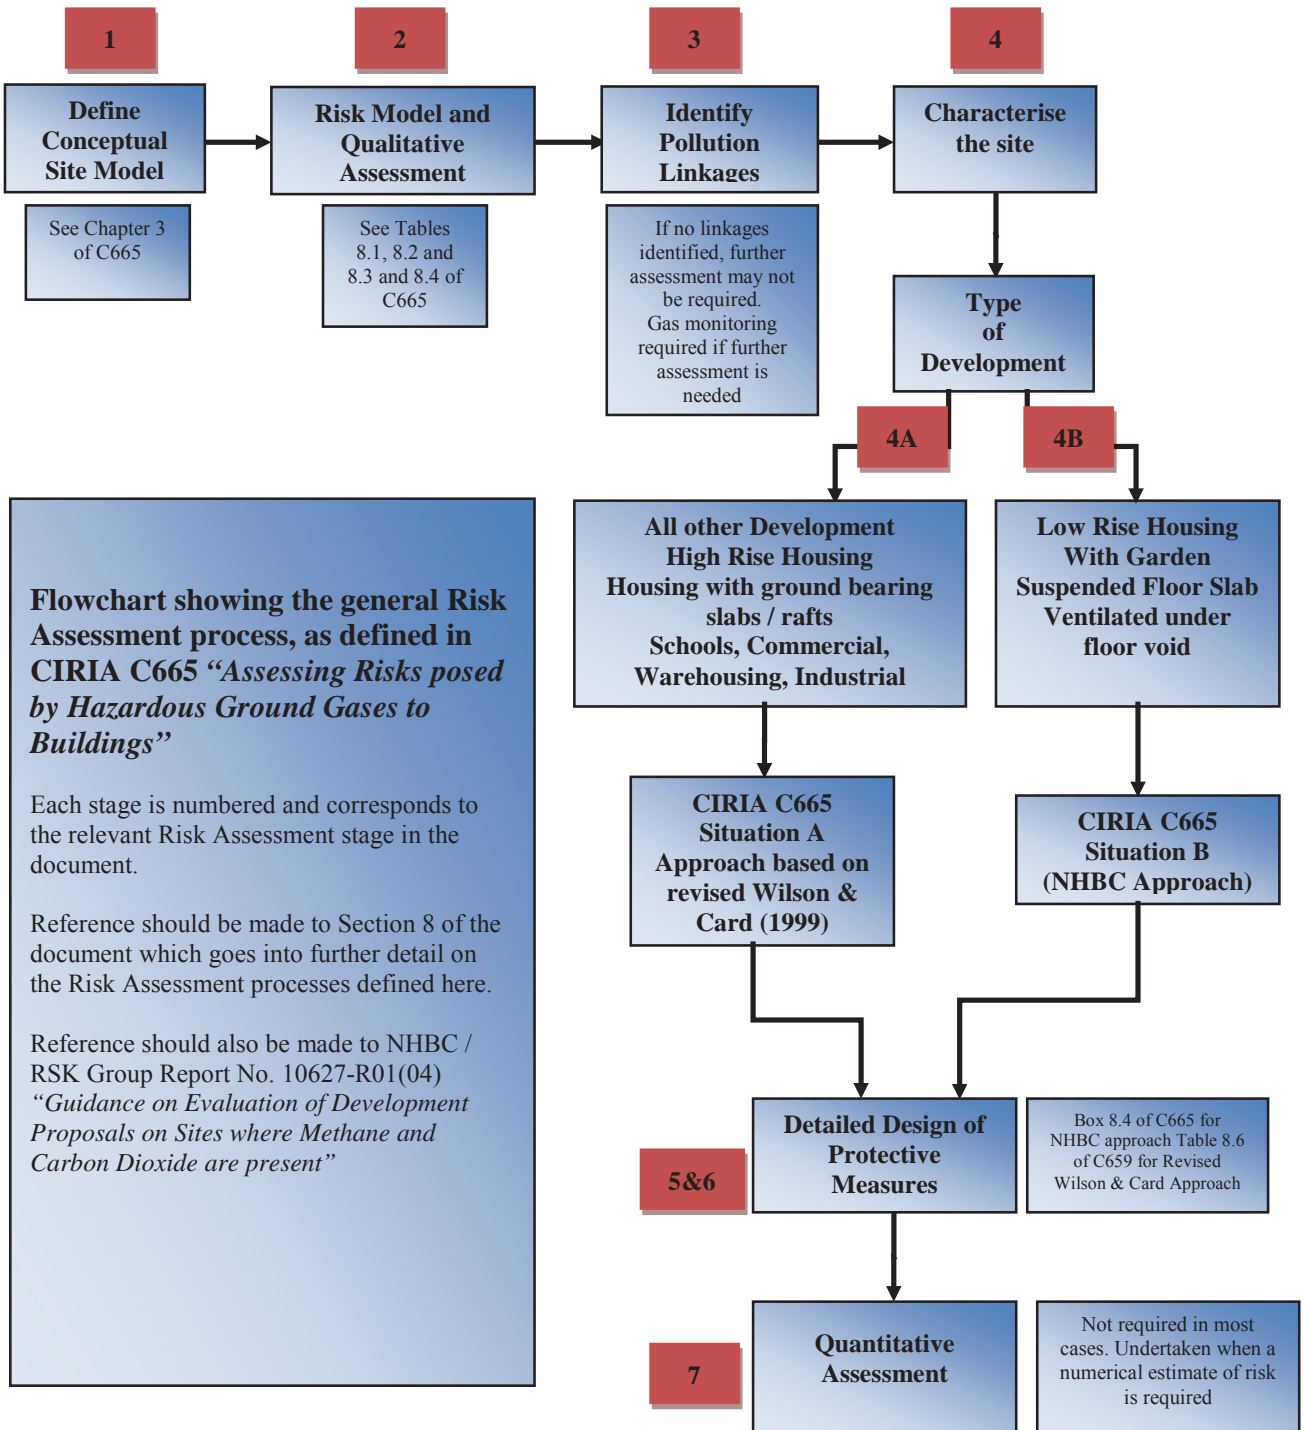 1
2
3
4
Define
Conceptual
Site Model
Risk Model and
Qualitative
Assessment
Identify
Pollution
Linkages
Characterise
the site
See Chapter 3
of C665
See Tables
8.1, 8.2 and
8.3 and 8.4 of
C665
If no linkages
identified, further
assessment may not
be required.
Gas monitoring
required if further
assessment is
needed
Type
of
Development
4A
4B
All other Development
High Rise Housing
Housing with ground bearing
slabs / rafts
Schools, Commercial,
Warehousing, Industrial
Low Rise Housing
With Garden
Suspended Floor Slab
Ventilated under
floor void
Flowchart showing the general Risk
Assessment process, as defined in
CIRIA C665 “Assessing Risks posed
by Hazardous Ground Gases to
Buildings”
Each stage is numbered and corresponds to
the relevant Risk Assessment stage in the
document.
Reference should be made to Section 8 of the
document which goes into further detail on
the Risk Assessment processes defined here.
Reference should also be made to NHBC /
RSK Group Report No. 10627-R01(04)
“Guidance on Evaluation of Development
Proposals on Sites where Methane and
Carbon Dioxide are present”
CIRIA C665
Situation A
Approach based on
revised Wilson &
Card (1999)
CIRIA C665
Situation B
(NHBC Approach)
5&6
Detailed Design of
Protective
Measures
Box 8.4 of C665 for
NHBC approach Table 8.6
of C659 for Revised
Wilson & Card Approach
7
Quantitative
Assessment
Not required in most
cases. Undertaken when a
numerical estimate of risk
is required